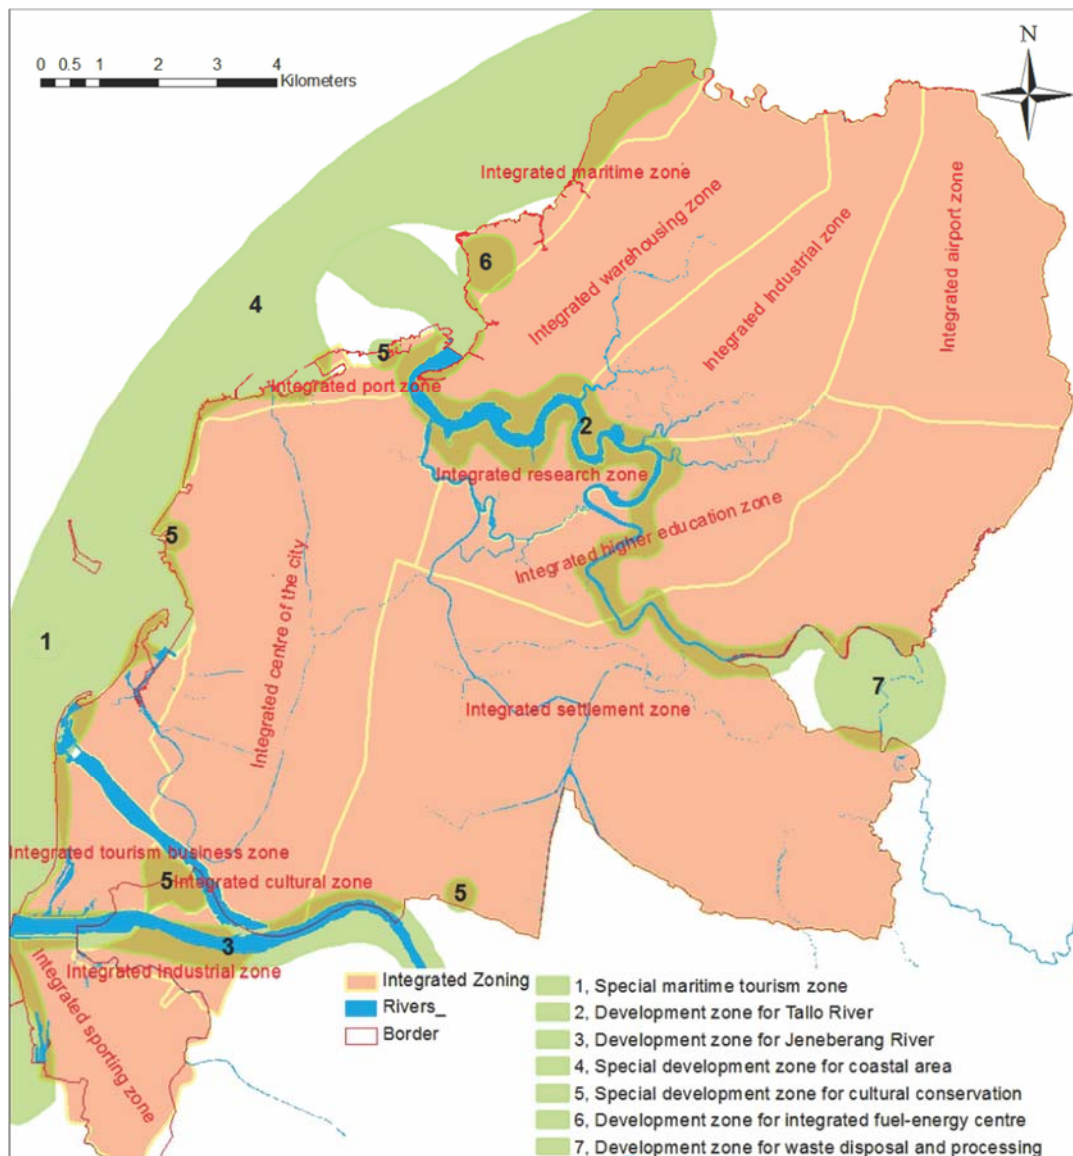 N
0 0.5 1 2 3 4
Kilometers
Integrated maritime zone
Integrated warehousing zone
Integrated Industrial zone
Integrated airport zone
6
4
5
Integrated port zone
2
Integrated research zone
5
Integrated higher education zone
1
Integrated centre of the city
7
Integrated settlement zone
Integrated tourism business zone
5
Integrated cultural zone
5
3
Integrated Industrial zone
Integrated sporting zone
Integrated Zoning
Rivers_
Border
1, Special maritime tourism zone
2, Development zone for Tallo River
3, Development zone for Jeneberang River
4, Special development zone for coastal area
5, Special development zone for cultural conservation
6, Development zone for integrated fuel-energy centre
7, Development zone for waste disposal and processing